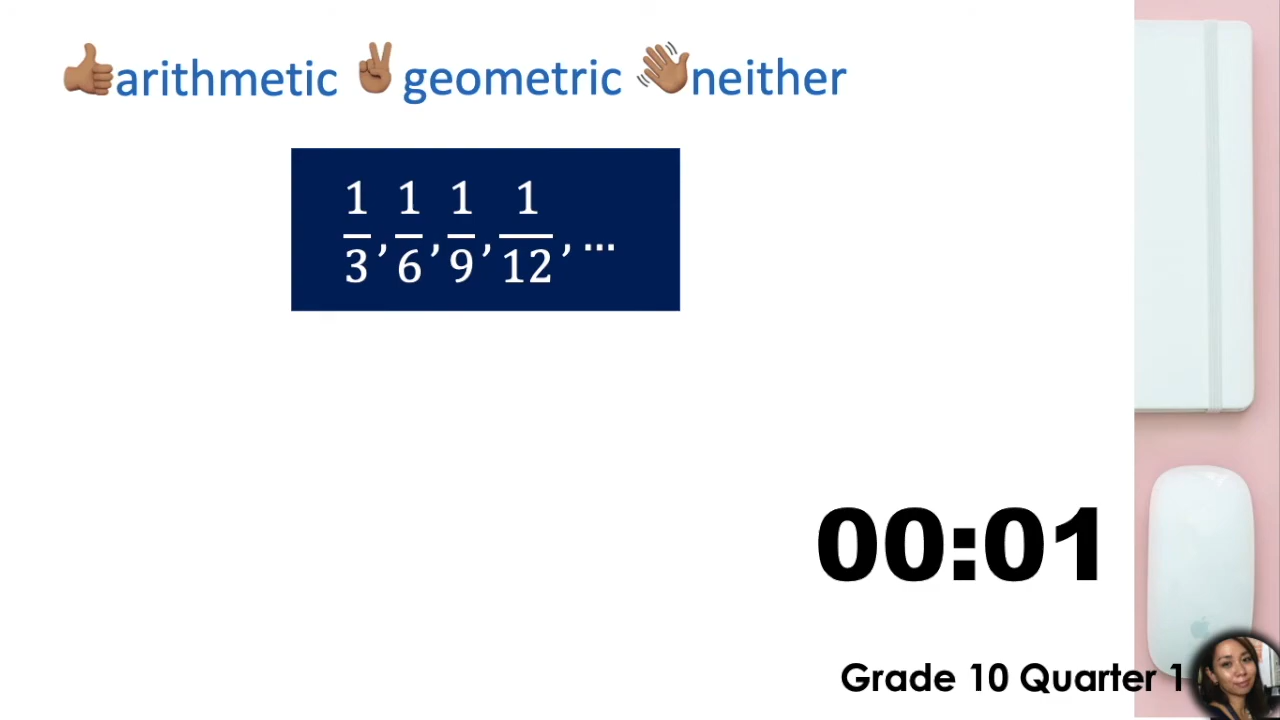 👍🏽arithmetic ✌🏽geometric 👋🏽neither
1/3, 1/6, 1/9, 1/12, ...
00:01
Grade 10 Quarter 1